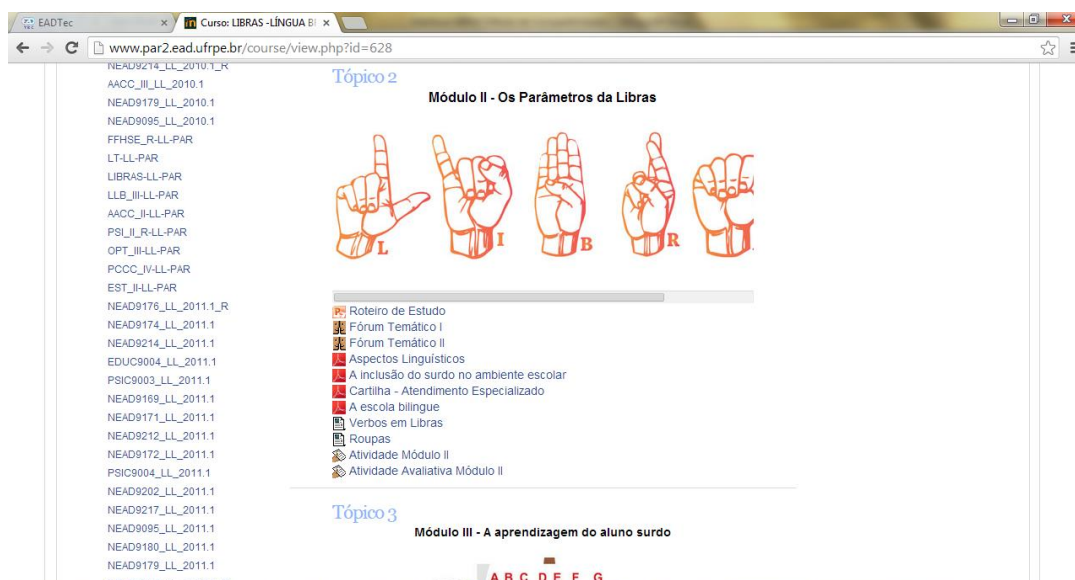 EADTec
Curso: LIBRAS -LÍNGUA B
www.par2.ead.ufrpe.br/course/view.php?id=628
NEAD9214_LL_2010.1_R
AACC_III_LL_2010.1
NEAD9179_LL_2010.1
NEAD9095_LL_2010.1
FFHSE_R-LL-PAR
LT-LL-PAR
LIBRAS-LL-PAR
LLB_III-LL-PAR
AACC_II-LL-PAR
PSI_II_R-LL-PAR
OPT_III-LL-PAR
PCCC_IV-LL-PAR
EST_II-LL-PAR
NEAD9176_LL_2011.1_R
NEAD9174_LL_2011.1
NEAD9214_LL_2011.1
EDUC9004_LL_2011.1
PSIC9003_LL_2011.1
NEAD9169_LL_2011.1
NEAD9171_LL_2011.1
NEAD9212_LL_2011.1
NEAD9172_LL_2011.1
PSIC9004_LL_2011.1
NEAD9202_LL_2011.1
NEAD9217_LL_2011.1
NEAD9095_LL_2011.1
NEAD9180_LL_2011.1
NEAD9179_LL_2011.1
Tópico 2
Módulo II - Os Parâmetros da Libras
L I B R
Roteiro de Estudo
Fórum Temático I
Fórum Temático II
Aspectos Linguísticos
A inclusão do surdo no ambiente escolar
Cartilha - Atendimento Especializado
A escola bilingue
Verbos em Libras
Roupas
Atividade Módulo II
Atividade Avaliativa Módulo II
Tópico 3
Módulo III - A aprendizagem do aluno surdo
A B C D E F G